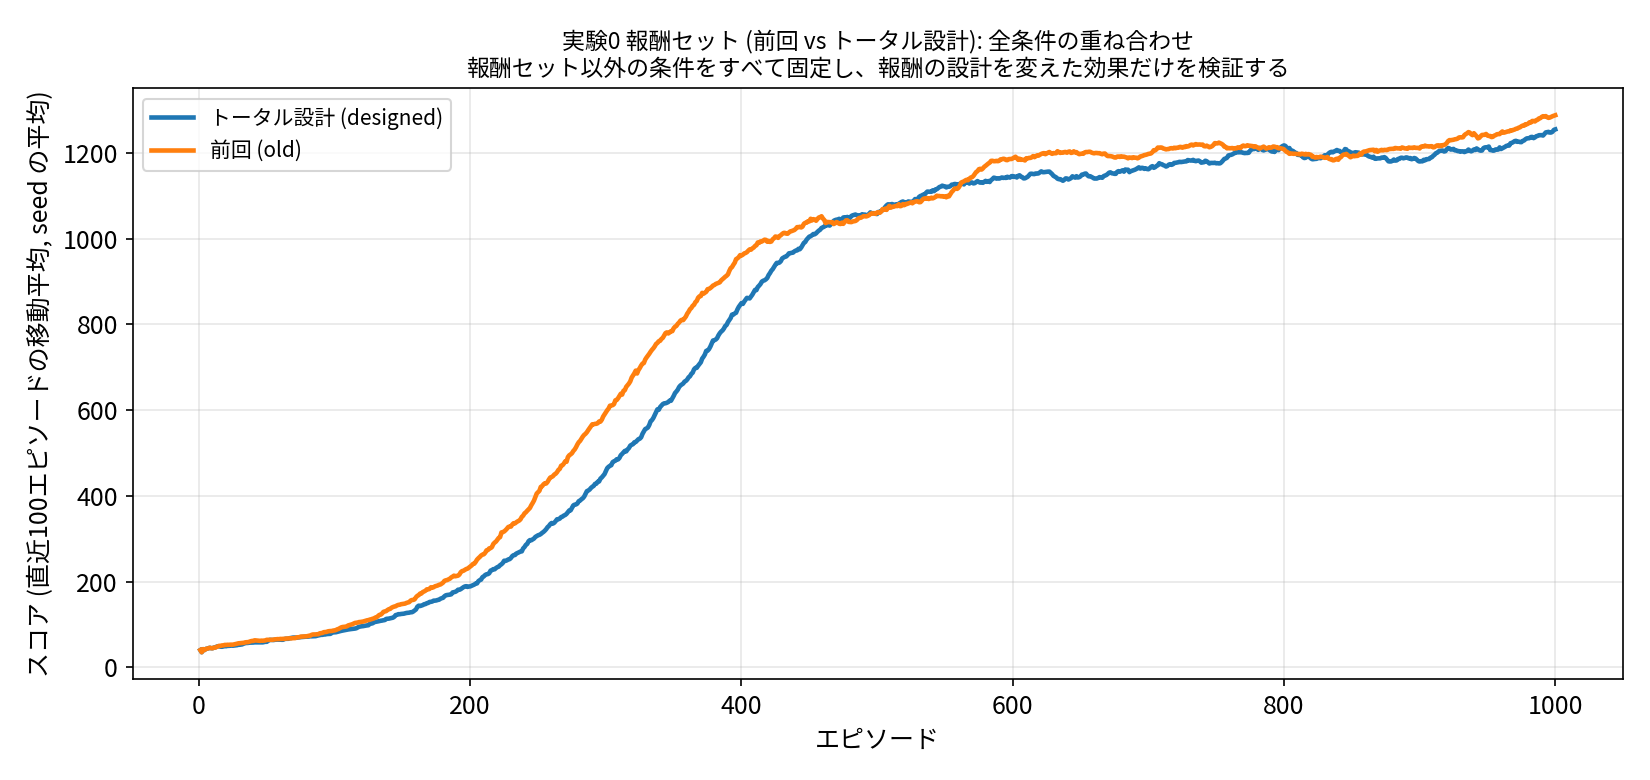 実験0 報酬セット (前回 vs トータル設計): 全条件の重ね合わせ
報酬セット以外の条件をすべて固定し、報酬の設計を変えた効果だけを検証する
トータル設計 (designed)
前回 (old)
スコア (直近100エピソードの移動平均, seed の平均)
1200
1000
800
600
400
200
0
0 200 400 600 800 1000
エピソード